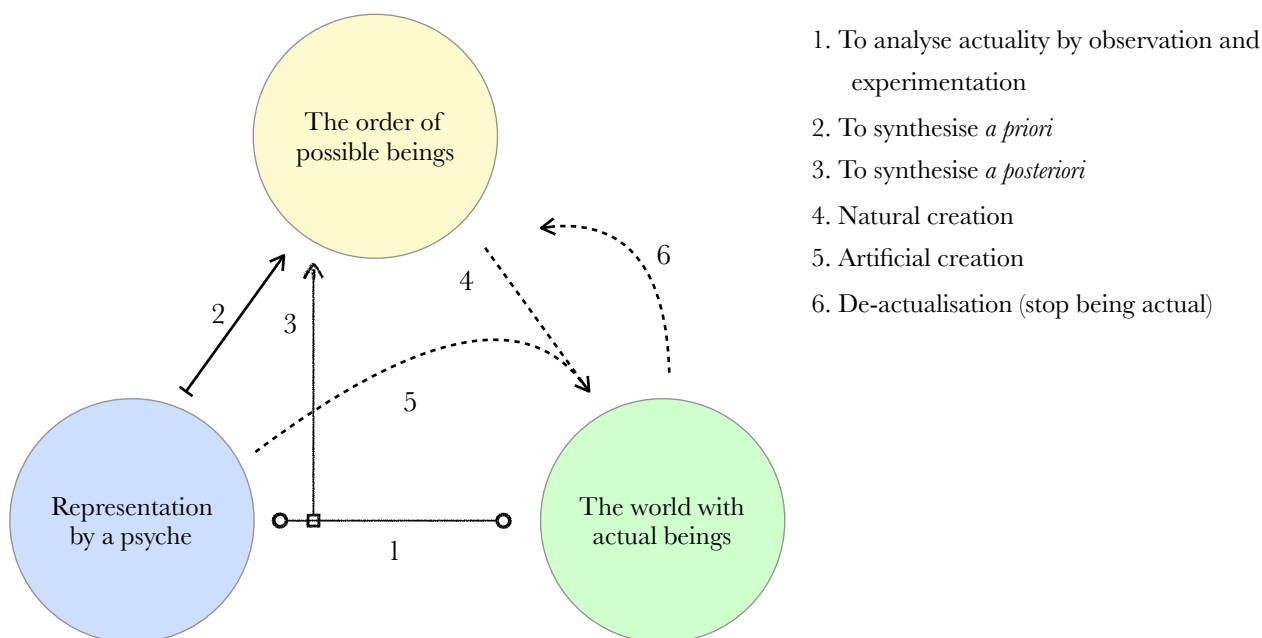 The order of
possible beings
1. To analyse actuality by observation and
experimentation
2. To synthesise a priori
3. To synthesise a posteriori
4. Natural creation
5. Artificial creation
6. De-actualisation (stop being actual)
6
4
2
3
5
Representation
by a psyche
The world with
actual beings
1